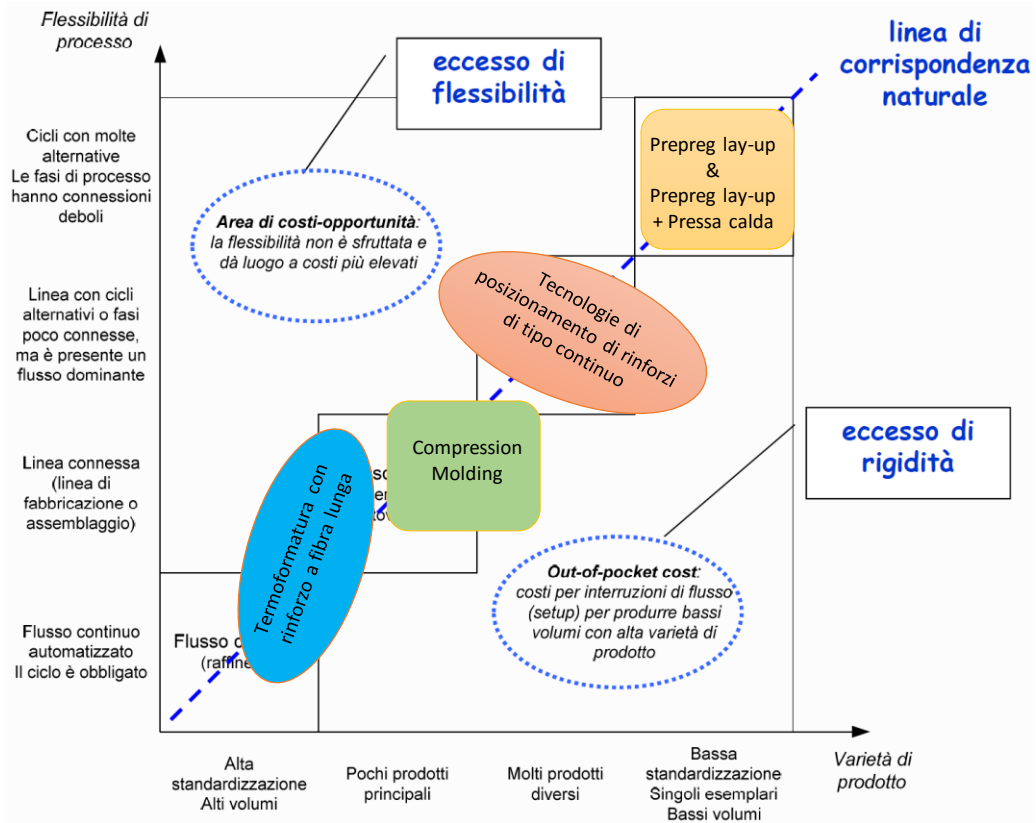 Flessibilità di
processo
eccesso di
flessibilità
linea di
corrispondenza
naturale
Cicli con molte
alternative
Le fasi di processo
hanno connessioni
deboli
Prepreg lay-up
&
Prepreg lay-up
+ Pressa calda
Area di costi-opportunità:
la flessibilità non è sfruttata e
dà luogo a costi più elevati
Linea con cicli
alternativi o fasi
poco connesse,
ma è presente un
flusso dominante
Tecnologie di
posizionamento di rinforzi
di tipo continuo
eccesso di
rigidità
Linea connessa
(linea di
fabbricazione o
assemblaggio)
Compression
Molding
Termoformatura con
rinforzo a fibra lunga
Out-of-pocket cost:
costi per interruzioni di flusso
(setup) per produrre bassi
volumi con alta varietà di
prodotto
Flusso continuo
automatizzato
Il ciclo è obbligato
Flusso
Alta
standardizzazione
Alti volumi
Pochi prodotti
principali
Molti prodotti
diversi
Bassa
standardizzazione
Singoli esemplari
Bassi volumi
Varietà di
prodotto